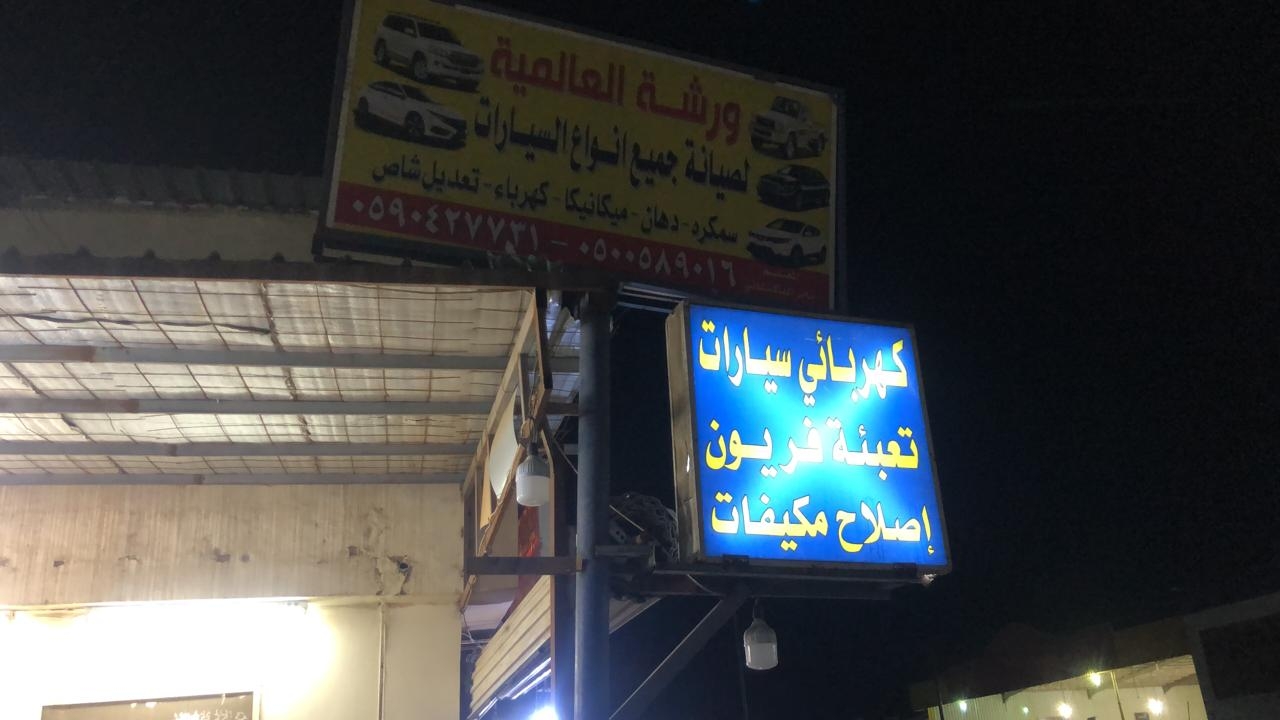 ورشة العالمية
لصيانة جميع انواع السيارات
سمكره - دهان - ميكانيكا - كهرباء - تعديل شاص
٠٥٠٠٥٨٩٠١٦ – ٠٥٩٠٤٢٧٧٣١
كهربائي سيارات
تعبئة فريون
إصلاح مكيفات